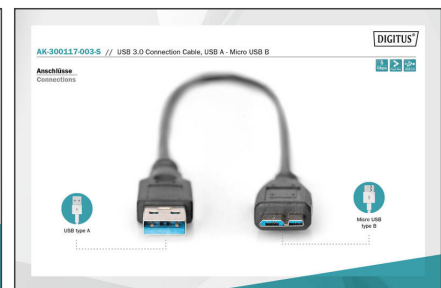 DIGITUS®
AK-300117-003-S // USB 3.0 Connection Cable, USB A - Micro USB B
Anschlüsse
Connections
USB type A
Micro USB
type B